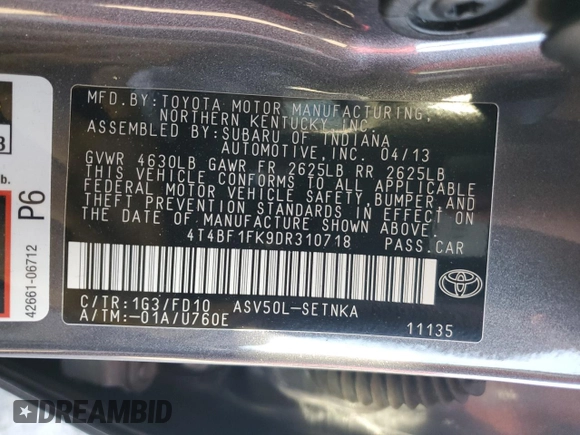 MFD.BY:TOYOTA MOTOR MANUFACTURING,
NORTHERN KENTUCKY,INC.
ASSEMBLED BY:SUBARU OF INDIANA
AUTOMOTIVE,INC. 04/13
GVWR 4630LB GAWR FR 2625LB RR 2625LB
THIS VEHICLE CONFORMS TO ALL APPLICABLE
FEDERAL MOTOR VEHICLE SAFETY,BUMPER,AND
THEFT PREVENTION STANDARDS IN EFFECT ON
THE DATE OF MANUFACTURE SHOWN ABOVE.
4T4BF1FK9DR310718 PASS.CAR
C/TR:1G3/FD10 ASV50L-SETNKA
A/TM:-01A/U760E
11135
TOYOTA
b.
P6
42661-06712
DREAMBID